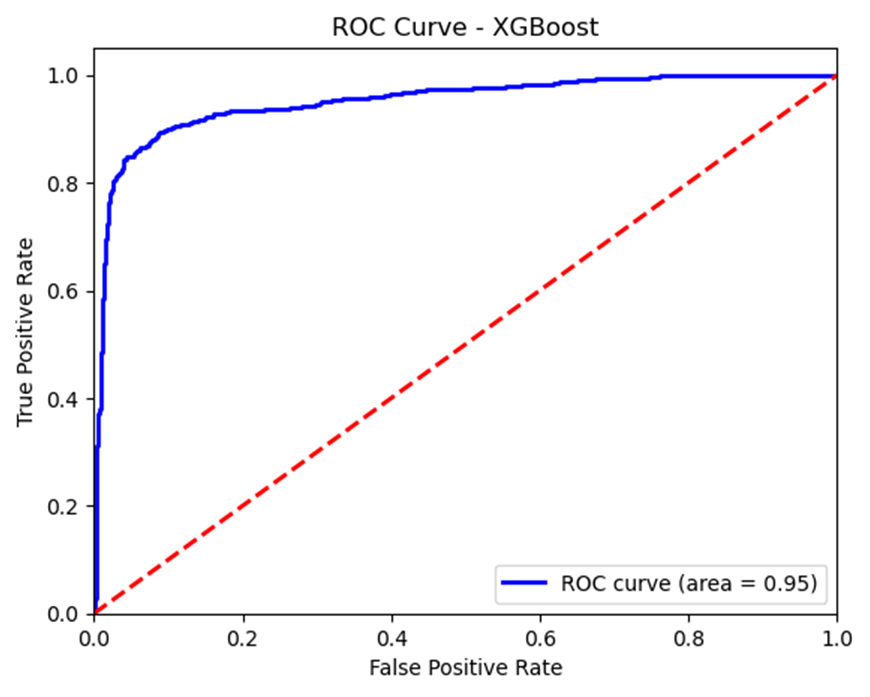 ROC Curve - XGBoost
True Positive Rate
1.0
0.8
0.6
0.4
0.2
0.0
0.0 0.2 0.4 0.6 0.8 1.0
False Positive Rate
ROC curve (area = 0.95)